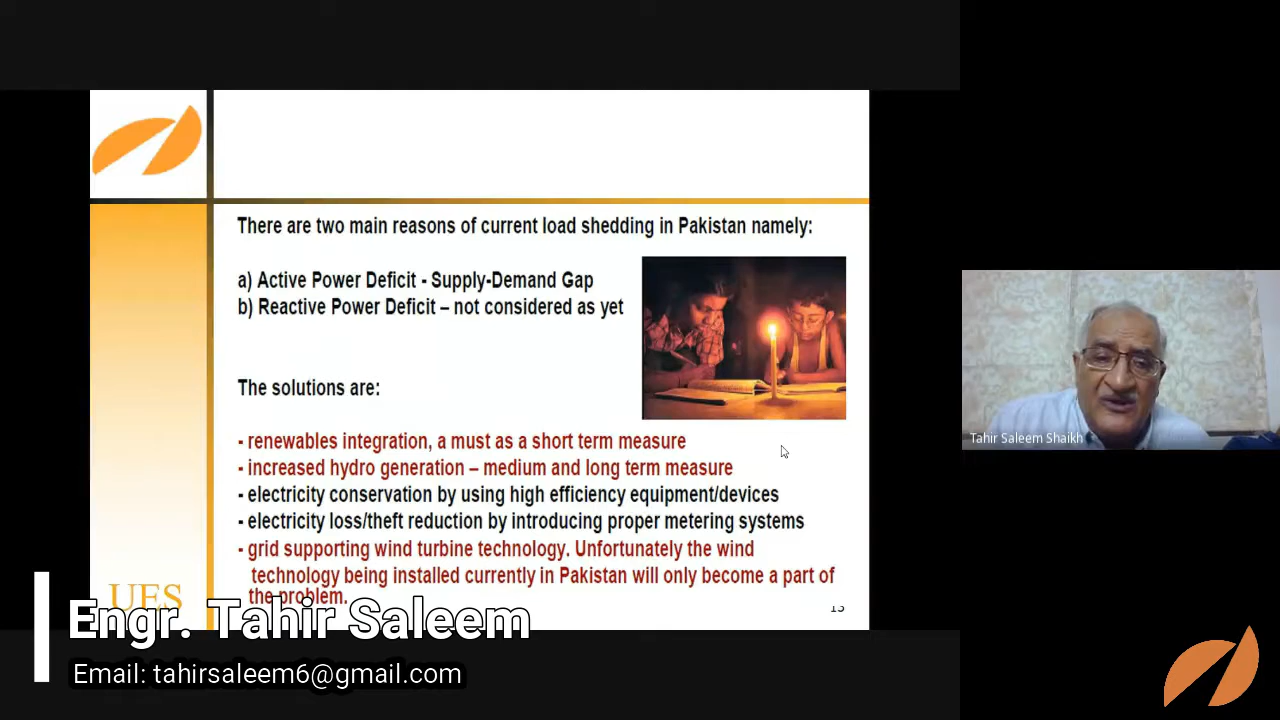 There are two main reasons of current load shedding in Pakistan namely:
a) Active Power Deficit - Supply-Demand Gap
b) Reactive Power Deficit – not considered as yet
The solutions are:
- renewables integration, a must as a short term measure
- increased hydro generation – medium and long term measure
- electricity conservation by using high efficiency equipment/devices
- electricity loss/theft reduction by introducing proper metering systems
- grid supporting wind turbine technology. Unfortunately the wind
technology being installed currently in Pakistan will only become a part of
the problem.
UES
13
Engr. Tahir Saleem
Email: tahirsaleem6@gmail.com
Tahir Saleem Shaikh